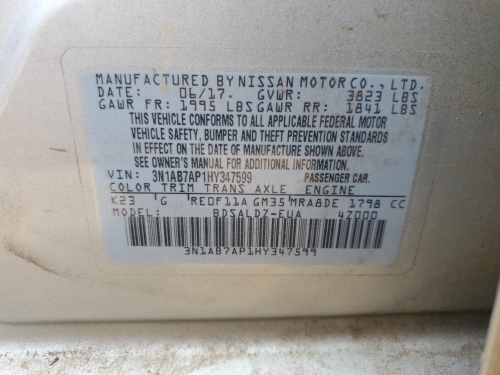 MANUFACTURED BY NISSAN MOTOR CO., LTD.
DATE: 06/17. GVWR: 3823 LBS
GAWR FR: 1995 LBS GAWR RR: 1841 LBS
THIS VEHICLE CONFORMS TO ALL APPLICABLE FEDERAL MOTOR
VEHICLE SAFETY, BUMPER AND THEFT PREVENTION STANDARDS
IN EFFECT ON THE DATE OF MANUFACTURE SHOWN ABOVE.
SEE OWNER'S MANUAL FOR ADDITIONAL INFORMATION.
VIN: 3N1AB7AP1HY347599 PASSENGER CAR.
COLOR TRIM TRANS AXLE ENGINE
K23 G RE0F11A GM35 MRA8DE 1798 CC
MODEL: BDSALDZ-EUA 4Z000
3N1AB7AP1HY347599